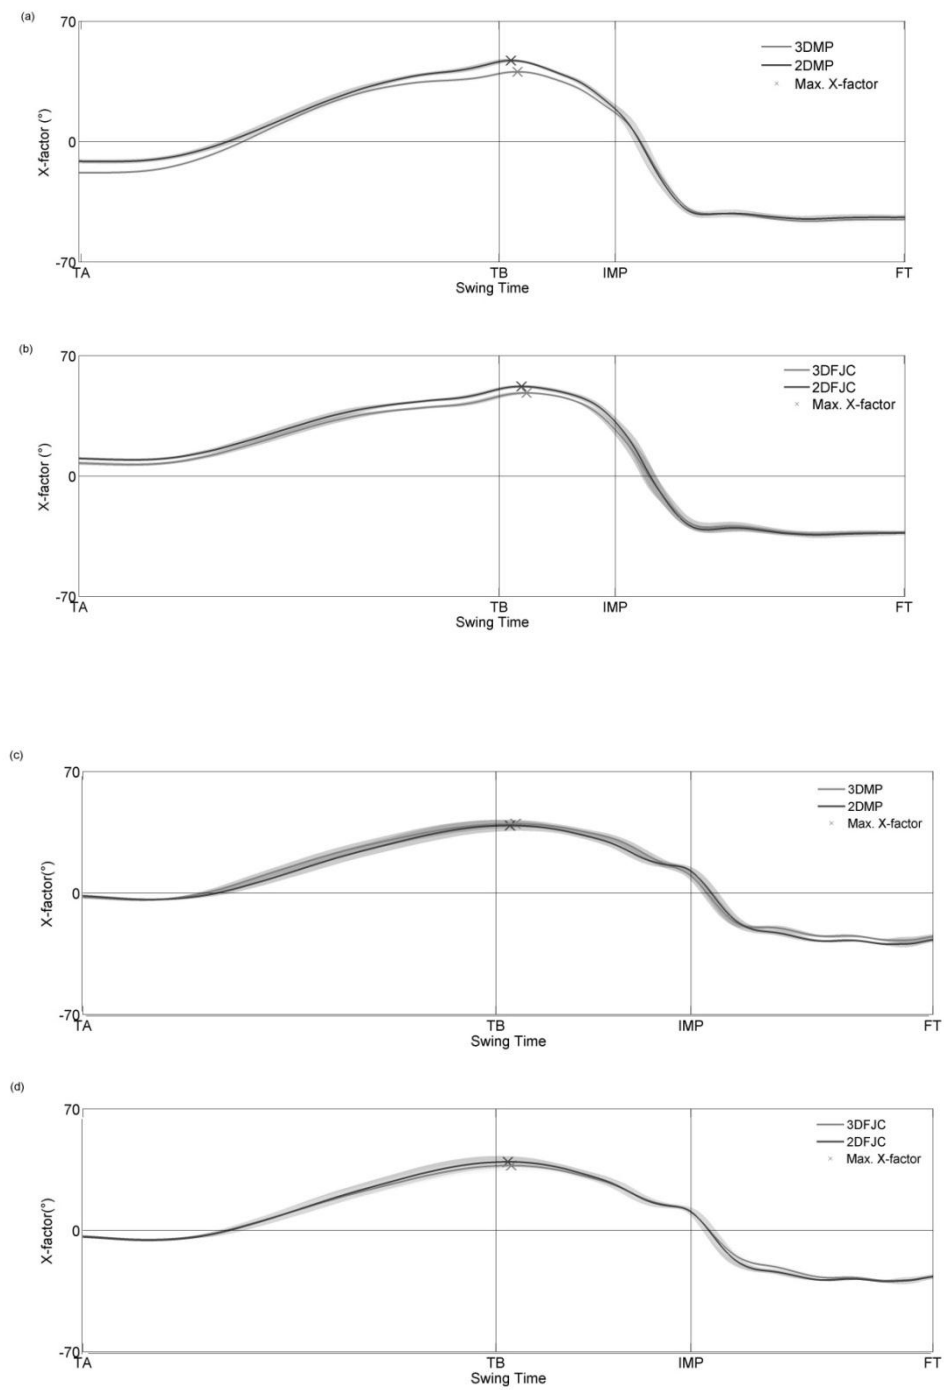 (a)
70
3DMP
2DMP
Max. X-factor
X-factor (°)
0
-70
TA TB IMP FT
Swing Time
(b)
70
3DFJC
2DFJC
Max. X-factor
X-factor (°)
0
-70
TA TB IMP FT
Swing Time
(c)
70
3DMP
2DMP
Max. X-factor
X-factor(°)
0
-70
TA TB IMP FT
Swing Time
(d)
70
3DFJC
2DFJC
Max. X-factor
X-factor(°)
0
-70
TA TB IMP FT
Swing Time